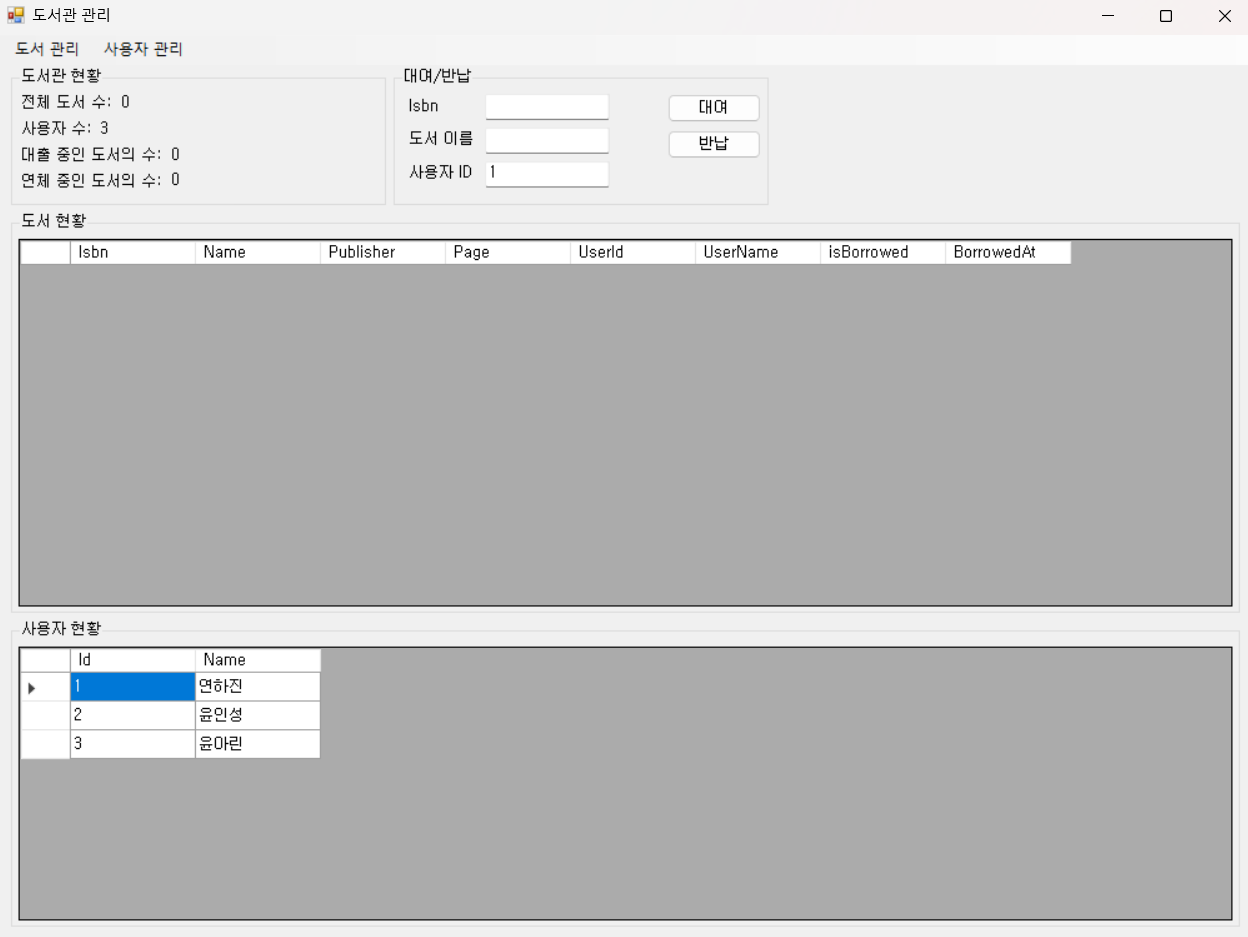 도서관 관리
도서 관리 사용자 관리
도서관 현황
전체 도서 수: 0
사용자 수: 3
대출 중인 도서의 수: 0
연체 중인 도서의 수: 0
대여/반납
Isbn
대여
도서 이름
반납
사용자 ID 1
도서 현황
Isbn Name Publisher Page UserId UserName isBorrowed BorrowedAt
사용자 현황
Id Name
1 연하진
2 윤인성
3 윤아린